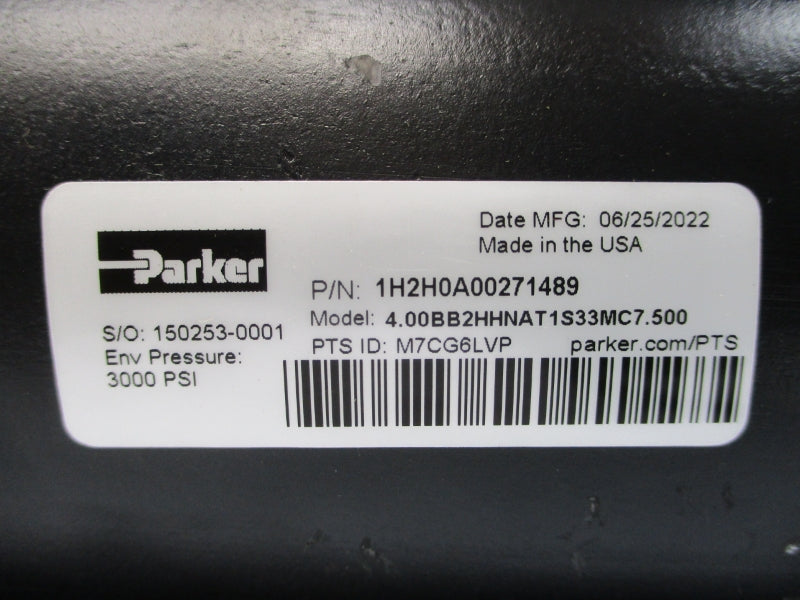 Date MFG: 06/25/2022
Made in the USA
Parker
P/N: 1H2H0A00271489
Model: 4.00BB2HHNAT1S33MC7.500
S/O: 150253-0001
PTS ID: M7CG6LVP parker.com/PTS
Env Pressure:
3000 PSI